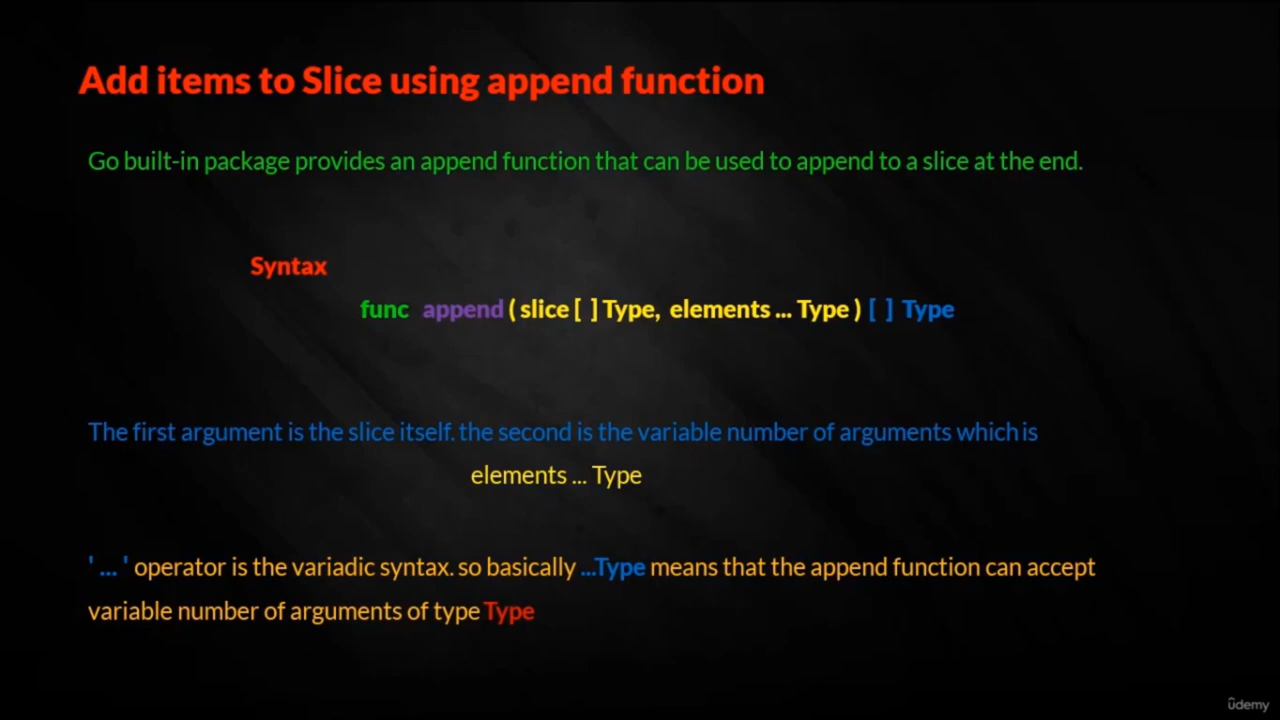 Add items to Slice using append function
Go built-in package provides an append function that can be used to append to a slice at the end.
Syntax
func append ( slice [ ] Type, elements ... Type ) [ ] Type
The first argument is the slice itself. the second is the variable number of arguments which is
elements ... Type
' ... ' operator is the variadic syntax. so basically ...Type means that the append function can accept
variable number of arguments of type Type
ûdemy